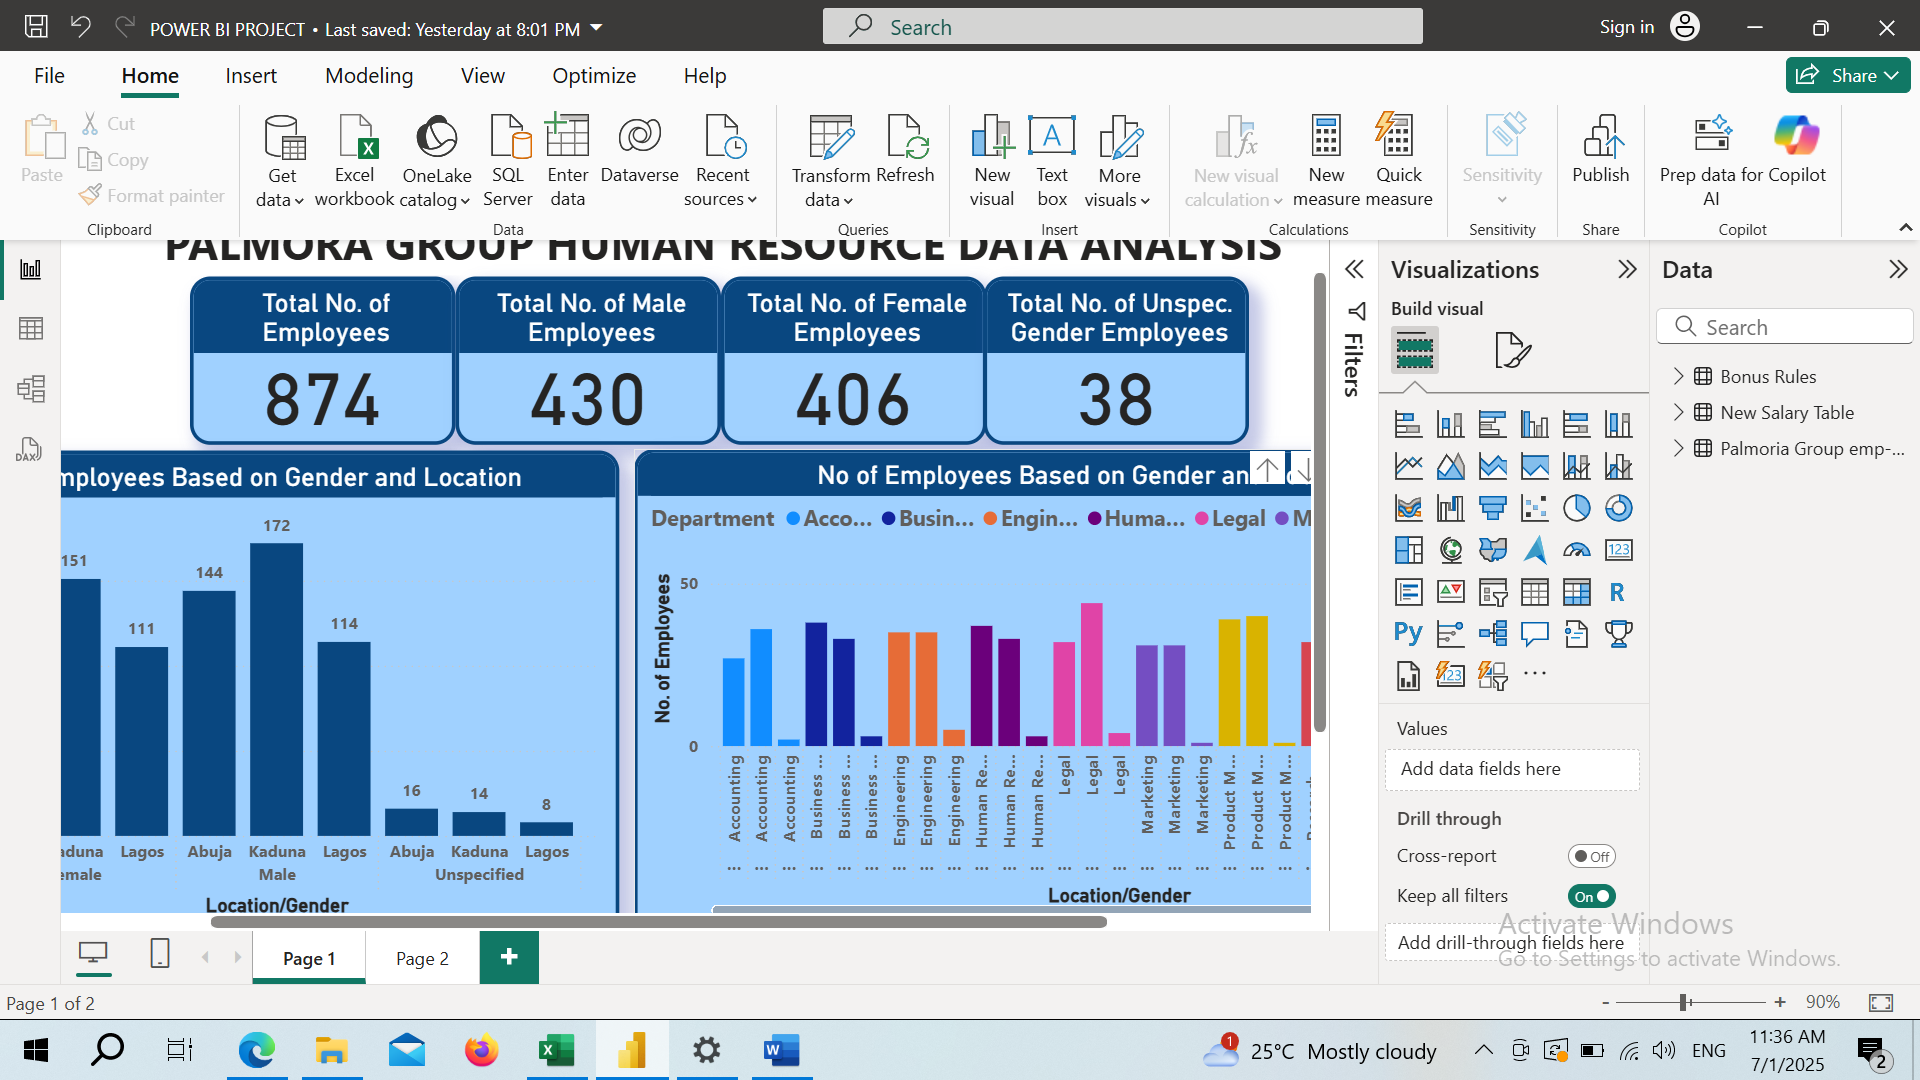 POWER BI PROJECT • Last saved: Yesterday at 8:01 PM
Search
Sign in
File Home Insert Modeling View Optimize Help
Share
Paste
Cut
Copy
Format painter
Clipboard
Get data
Excel workbook
OneLake catalog
SQL Server
Enter data
Dataverse
Recent sources
Data
Transform data
Refresh
Queries
New visual
Text box
More visuals
Insert
New visual calculation
New measure
Quick measure
Calculations
Sensitivity
Sensitivity
Publish
Share
Prep data for AI
Copilot
Copilot
PALMORA GROUP HUMAN RESOURCE DATA ANALYSIS
Total No. of Employees
874
Total No. of Male Employees
430
Total No. of Female Employees
406
Total No. of Unspec. Gender Employees
38
mployees Based on Gender and Location
151
111
144
172
114
16
14
8
aduna Lagos Abuja Kaduna Lagos Abuja Kaduna Lagos
emale Male Unspecified
Location/Gender
No of Employees Based on Gender an
Department Acco... Busin... Engin... Huma... Legal M
No. of Employees
50
0
Accounting
Accounting
Accounting
Business ...
Business ...
Business ...
Engineering
Engineering
Engineering
Human Re...
Human Re...
Human Re...
Legal
Legal
Legal
Marketing
Marketing
Marketing
Product M...
Product M...
Product M...
... ... ... ... ... ... ... ... ... ... ... ... ... ... ... ... ... ... ... ... ...
Location/Gender
Filters
Visualizations
Build visual
123
R
Py
123
...
Values
Add data fields here
Drill through
Cross-report
Off
Keep all filters
On
Add drill-through fields here
Data
Search
Bonus Rules
New Salary Table
Palmoria Group emp-...
Activate Windows
Go to Settings to activate Windows.
Page 1
Page 2
+
Page 1 of 2
- + 90%
1
25°C Mostly cloudy
ENG
11:36 AM
7/1/2025
2
DAX